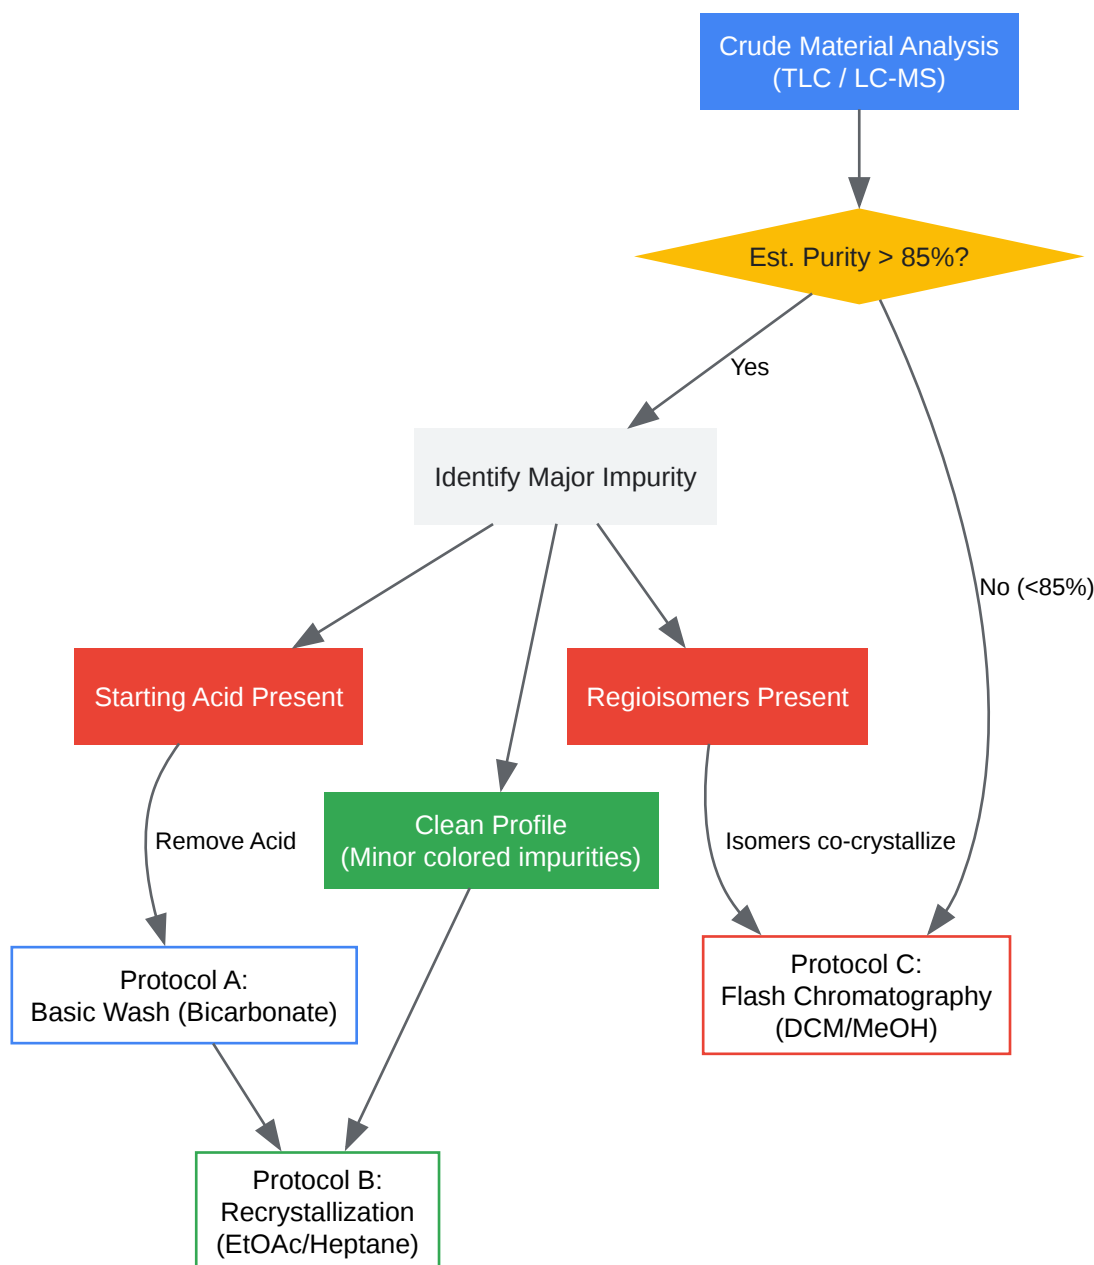 Crude Material Analysis
(TLC / LC-MS)
Est. Purity > 85%?
Yes
Identify Major Impurity
No (<85%)
Starting Acid Present
Regioisomers Present
Clean Profile
(Minor colored impurities)
Remove Acid
Isomers co-crystallize
Protocol A:
Basic Wash (Bicarbonate)
Protocol C:
Flash Chromatography
(DCM/MeOH)
Protocol B:
Recrystallization
(EtOAc/Heptane)